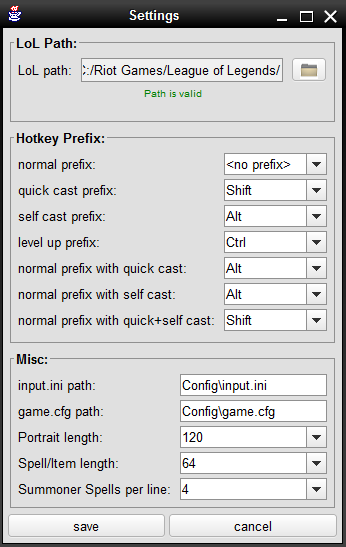 Settings
LoL Path:
LoL path: C:/Riot Games/League of Legends/
Path is valid
Hotkey Prefix:
normal prefix: <no prefix>
quick cast prefix: Shift
self cast prefix: Alt
level up prefix: Ctrl
normal prefix with quick cast: Alt
normal prefix with self cast: Alt
normal prefix with quick+self cast: Shift
Misc:
input.ini path: Config\input.ini
game.cfg path: Config\game.cfg
Portrait length: 120
Spell/Item length: 64
Summoner Spells per line: 4
save cancel